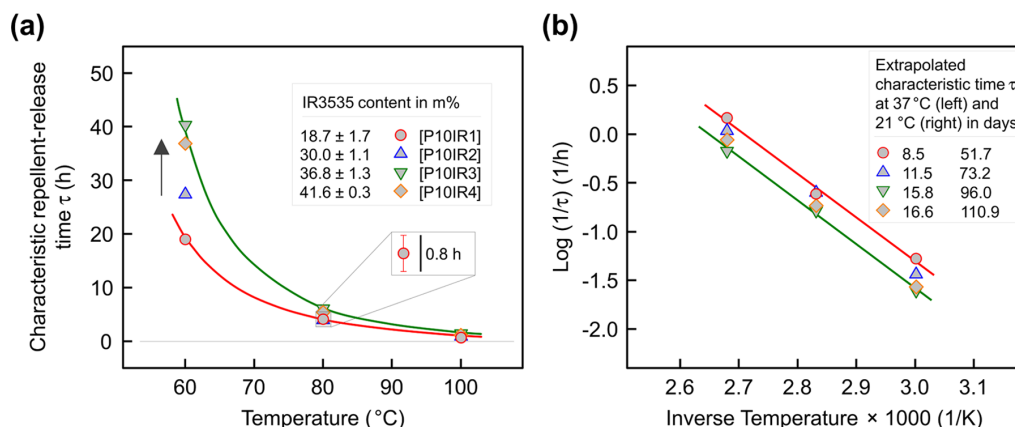 (a)
Characteristic repellent-release
time τ (h)
50
40
30
20
10
0
60
70
80
90
100
Temperature (°C)
IR3535 content in m%
18.7 ± 1.7 [P10IR1]
30.0 ± 1.1 [P10IR2]
36.8 ± 1.3 [P10IR3]
41.6 ± 0.3 [P10IR4]
0.8 h
(b)
Log (1/τ) (1/h)
0.5
0.0
-0.5
-1.0
-1.5
-2.0
2.6
2.7
2.8
2.9
3.0
3.1
Inverse Temperature × 1000 (1/K)
Extrapolated
characteristic time τ
at 37 °C (left) and
21 °C (right) in days
8.5 51.7
11.5 73.2
15.8 96.0
16.6 110.9